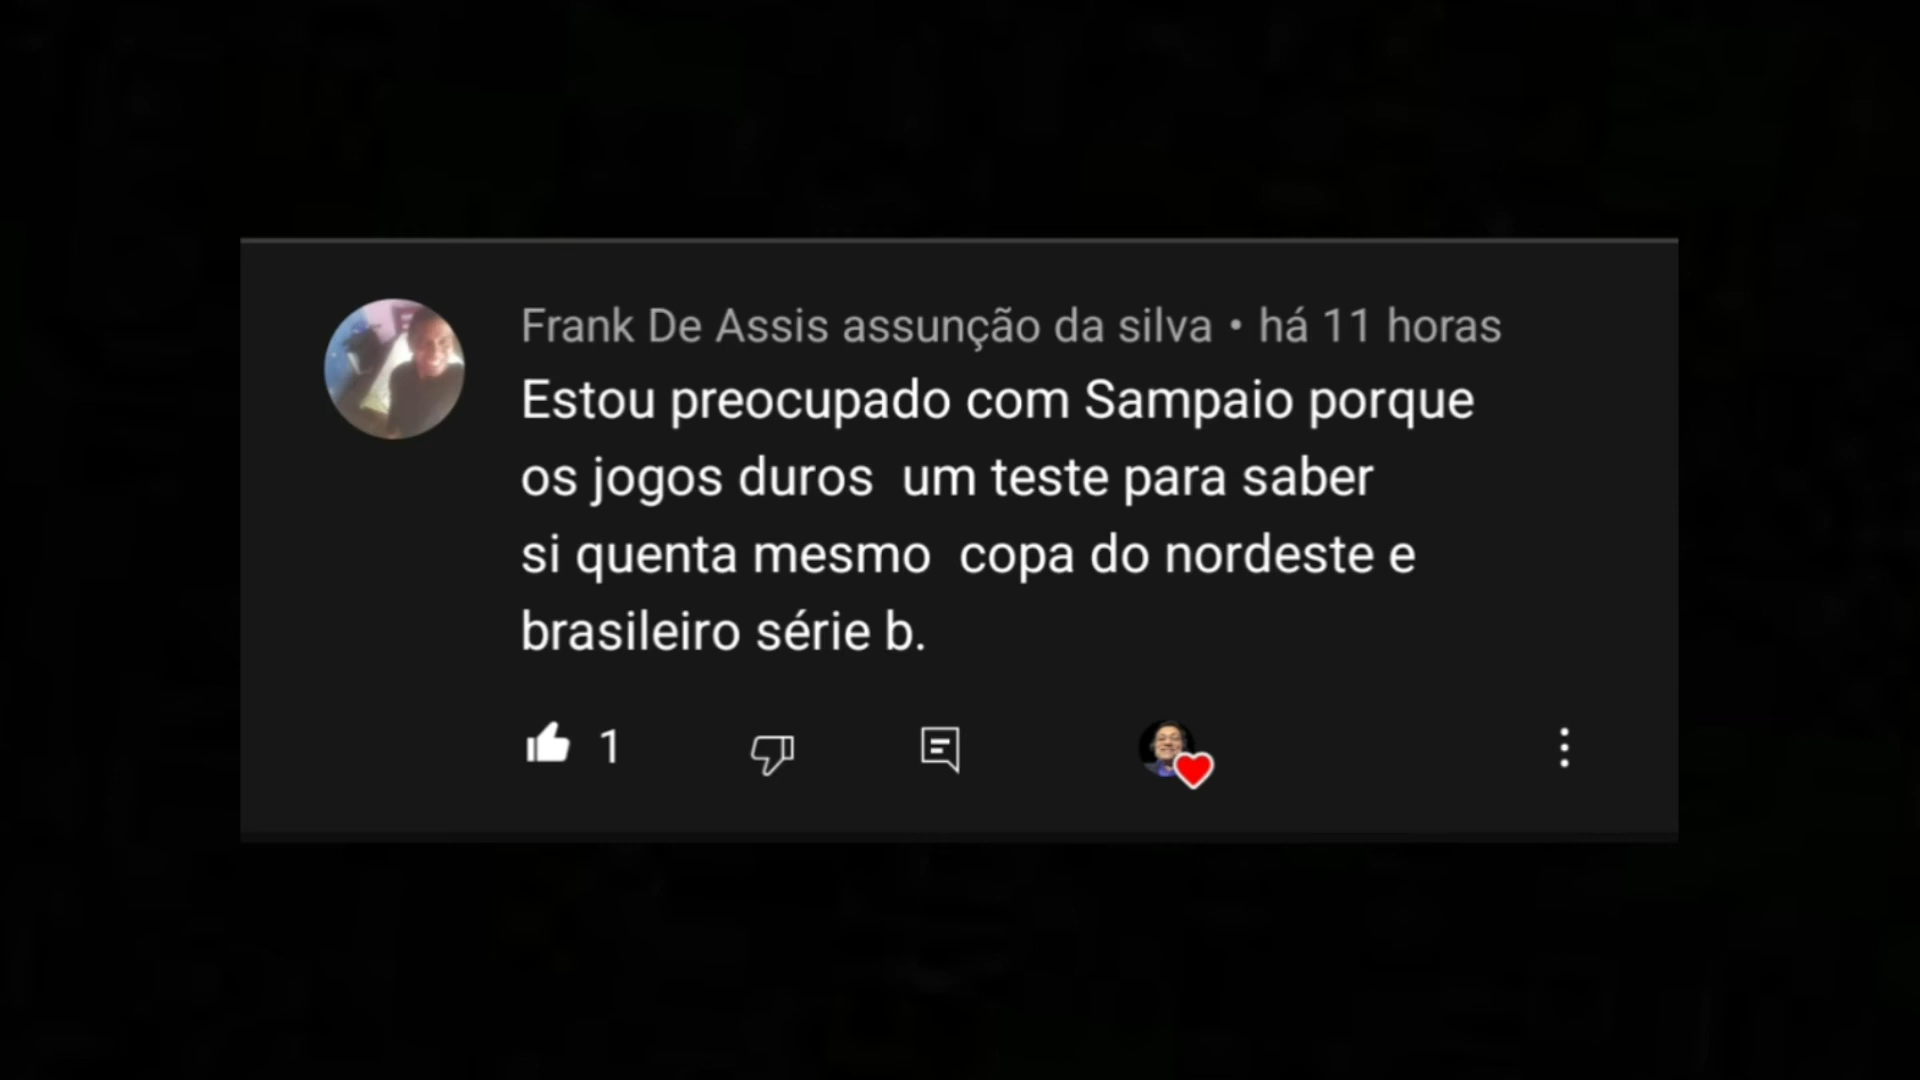 Frank De Assis assunção da silva • há 11 horas
Estou preocupado com Sampaio porque
os jogos duros  um teste para saber
si quenta mesmo  copa do nordeste e
brasileiro série b.
1